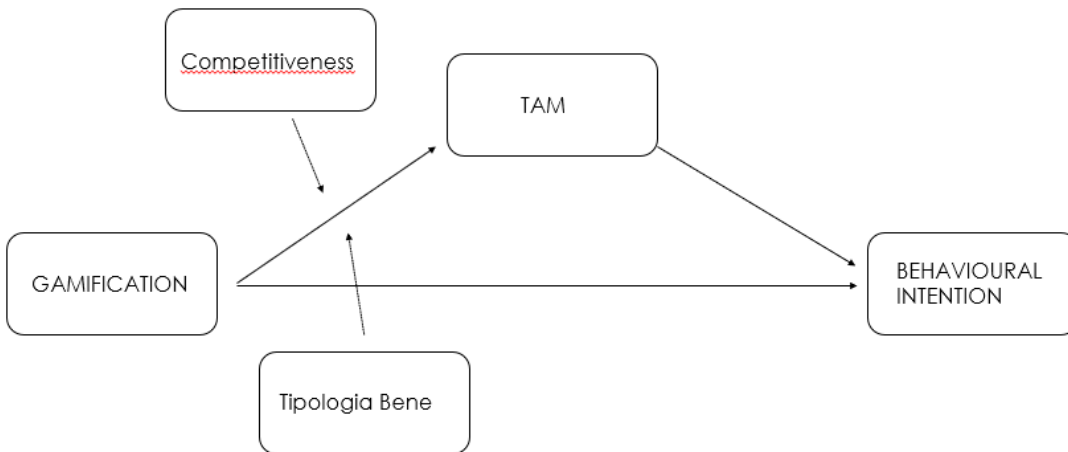 Competitiveness
TAM
GAMIFICATION
BEHAVIOURAL
INTENTION
Tipologia Bene